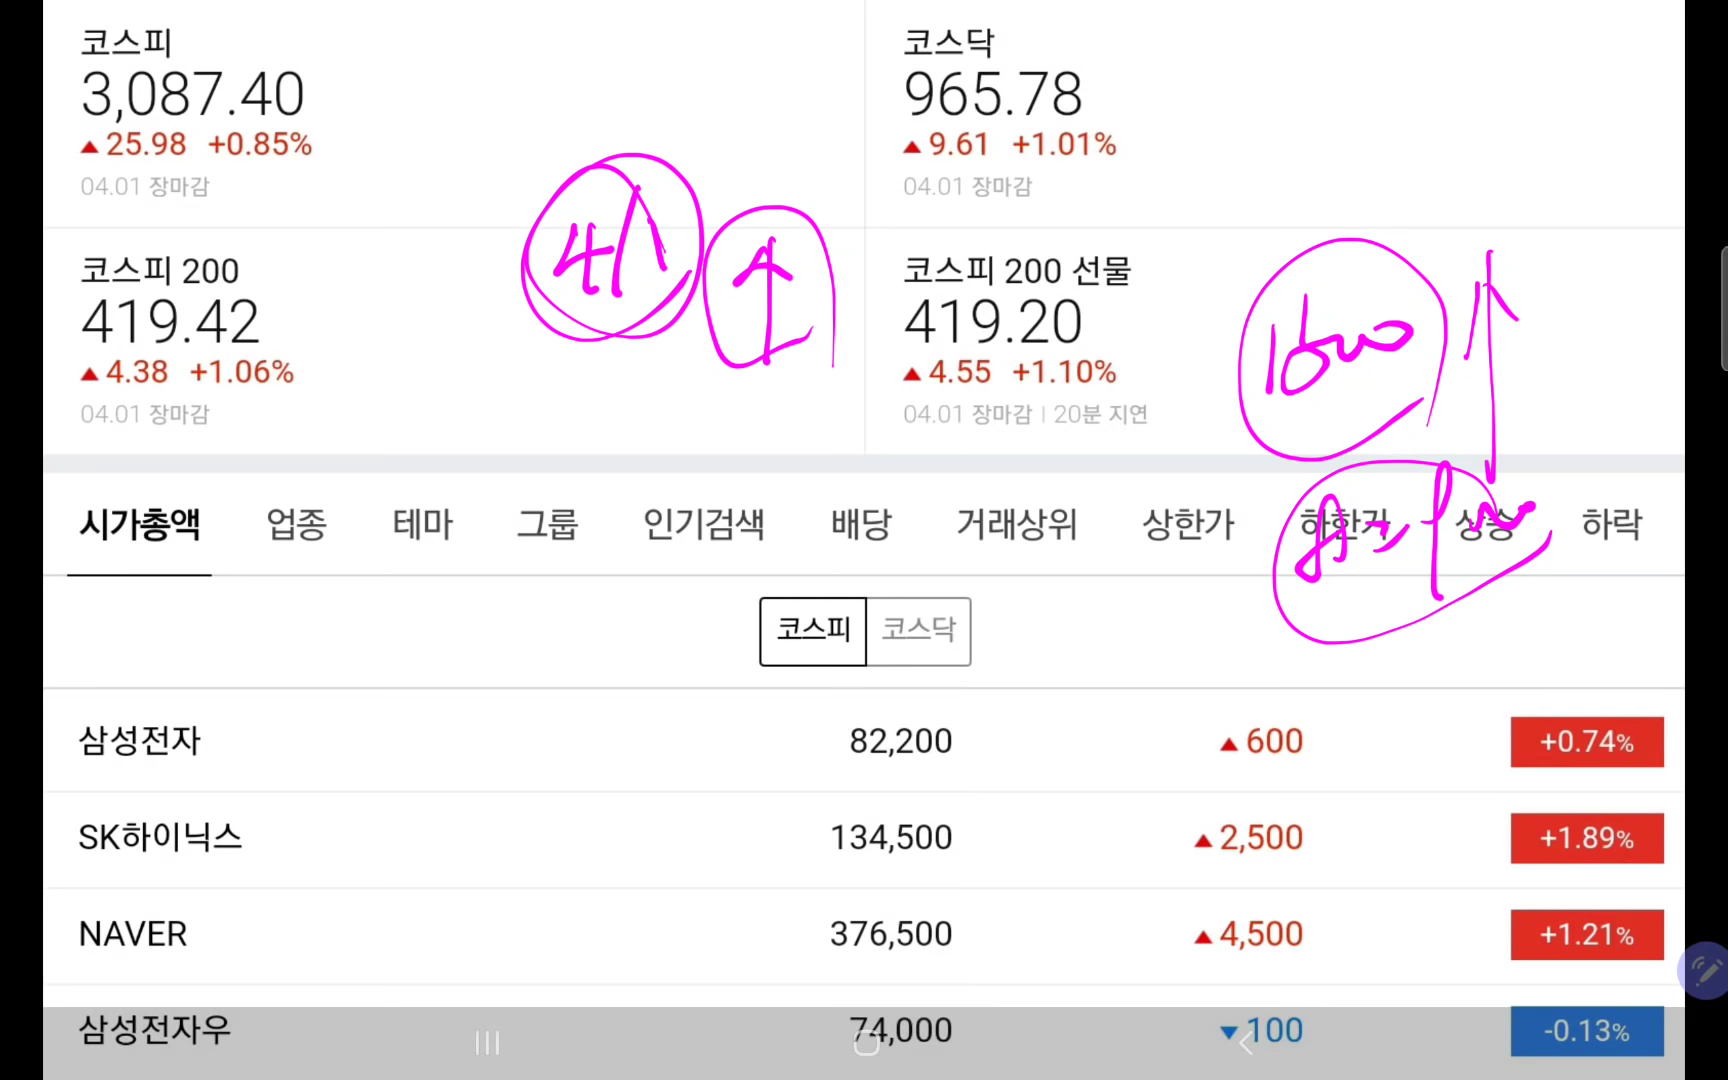 코스피
3,087.40
▲ 25.98 +0.85%
04.01 장마감
코스닥
965.78
▲ 9.61 +1.01%
04.01 장마감
코스피 200
419.42
▲ 4.38 +1.06%
04.01 장마감
코스피 200 선물
419.20
▲ 4.55 +1.10%
04.01 장마감 | 20분 지연
시가총액 업종 테마 그룹 인기검색 배당 거래상위 상한가 하한가 상승 하락
코스피 코스닥
삼성전자 82,200 ▲ 600 +0.74%
SK하이닉스 134,500 ▲ 2,500 +1.89%
NAVER 376,500 ▲ 4,500 +1.21%
삼성전자우 74,000 ▼ 100 -0.13%